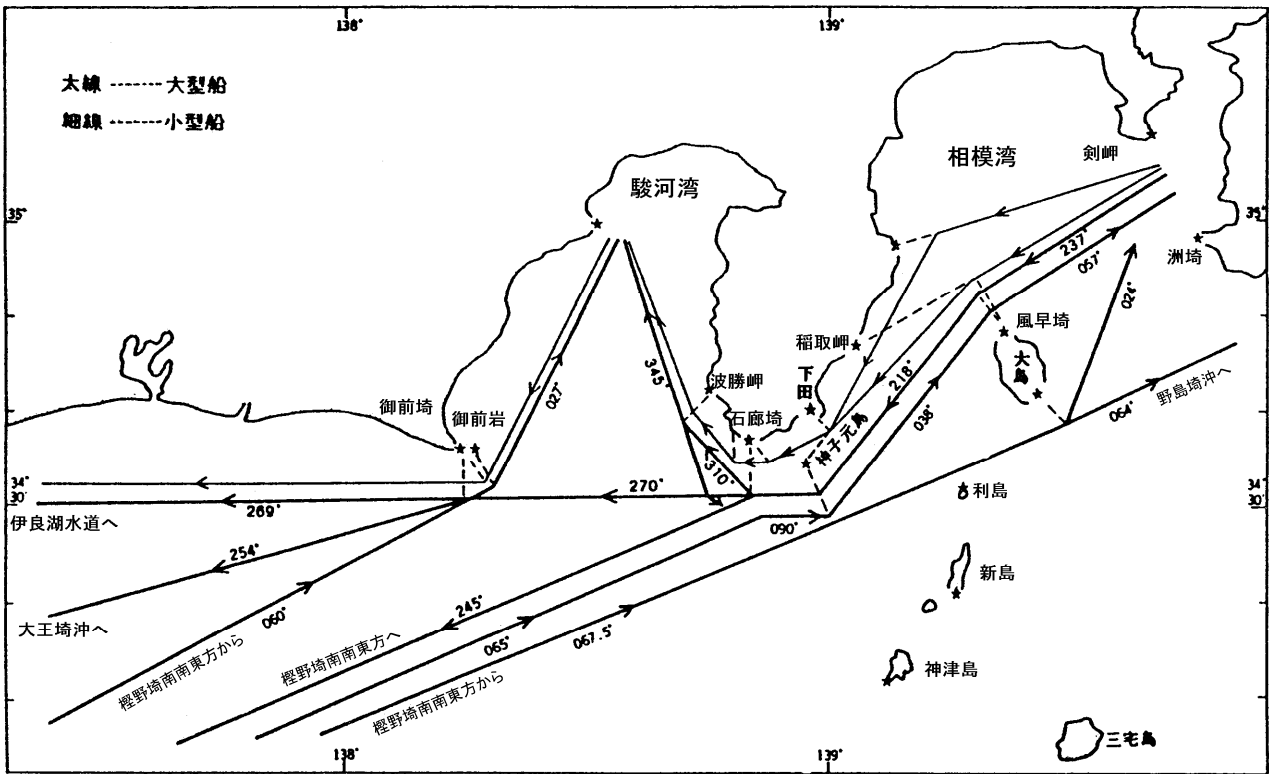 138°
139°
太線 ------- 大型船
細線 ------- 小型船
相模湾
剣岬
駿河湾
35°
35°
237°
057°
洲埼
024°
風早埼
稲取岬
大島
下田
345°
027°
波勝岬
218°
野島埼沖へ
御前埼
御前岩
石廊埼
038°
064°
神子元島
310°
34°
30'
270°
利島
34°
30'
269°
伊良湖水道へ
090°
254°
新島
245°
060°
大王埼沖へ
065°
067.5°
樫野埼南南東方から
樫野埼南南東方へ
樫野埼南南東方から
神津島
三宅島
138°
139°